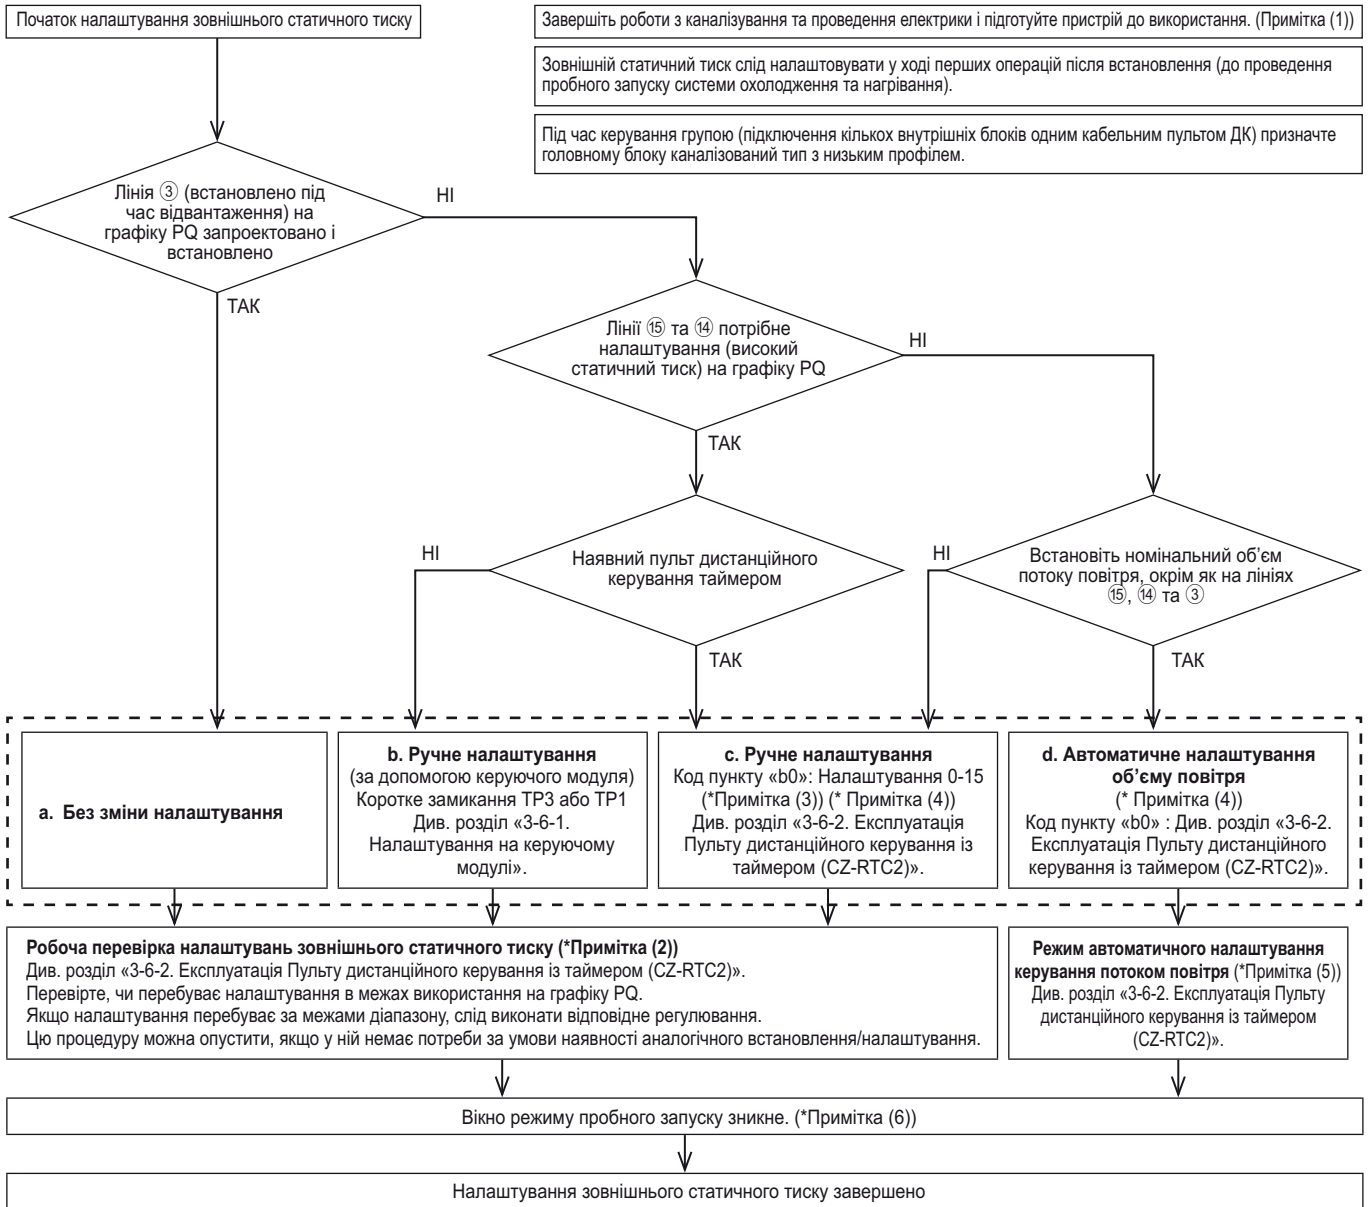 Початок налаштування зовнішнього статичного тиску
Завершіть роботи з каналізування та проведення електрики і підготуйте пристрій до використання. (Примітка (1))
Зовнішній статичний тиск слід налаштовувати у ході перших операцій після встановлення (до проведення
пробного запуску системи охолодження та нагрівання).
Під час керування групою (підключення кількох внутрішніх блоків одним кабельним пультом ДК) призначте
головному блоку каналізований тип з низьким профілем.
Лінія ③ (встановлено під
час відвантаження) на
графіку PQ запроектовано і
встановлено
НІ
ТАК
Лінії ⑮ та ⑭ потрібне
налаштування (високий
статичний тиск) на графіку PQ
НІ
ТАК
Наявний пульт дистанційного
керування таймером
НІ
ТАК
Встановіть номінальний об’єм
потоку повітря, окрім як на лініях
⑮, ⑭ та ③
НІ
ТАК
a. Без зміни налаштування
b. Ручне налаштування
(за допомогою керуючого модуля)
Коротке замикання TP3 або TP1
Див. розділ «3-6-1.
Налаштування на керуючому
модулі».
c. Ручне налаштування
Код пункту «b0»: Налаштування 0-15
(*Примітка (3)) (* Примітка (4))
Див. розділ «3-6-2. Експлуатація
Пульту дистанційного керування із
таймером (CZ-RTC2)».
d. Автоматичне налаштування
об’єму повітря
(* Примітка (4))
Код пункту «b0» : Див. розділ «3-6-2.
Експлуатація Пульту дистанційного
керування із таймером (CZ-RTC2)».
Робоча перевірка налаштувань зовнішнього статичного тиску (*Примітка (2))
Див. розділ «3-6-2. Експлуатація Пульту дистанційного керування із таймером (CZ-RTC2)».
Перевірте, чи перебуває налаштування в межах використання на графіку PQ.
Якщо налаштування перебуває за межами діапазону, слід виконати відповідне регулювання.
Цю процедуру можна опустити, якщо у ній немає потреби за умови наявності аналогічного встановлення/налаштування.
Режим автоматичного налаштування
керування потоком повітря (*Примітка (5))
Див. розділ «3-6-2. Експлуатація Пульту
дистанційного керування із таймером
(CZ-RTC2)».
Вікно режиму пробного запуску зникне. (*Примітка (6))
Налаштування зовнішнього статичного тиску завершено